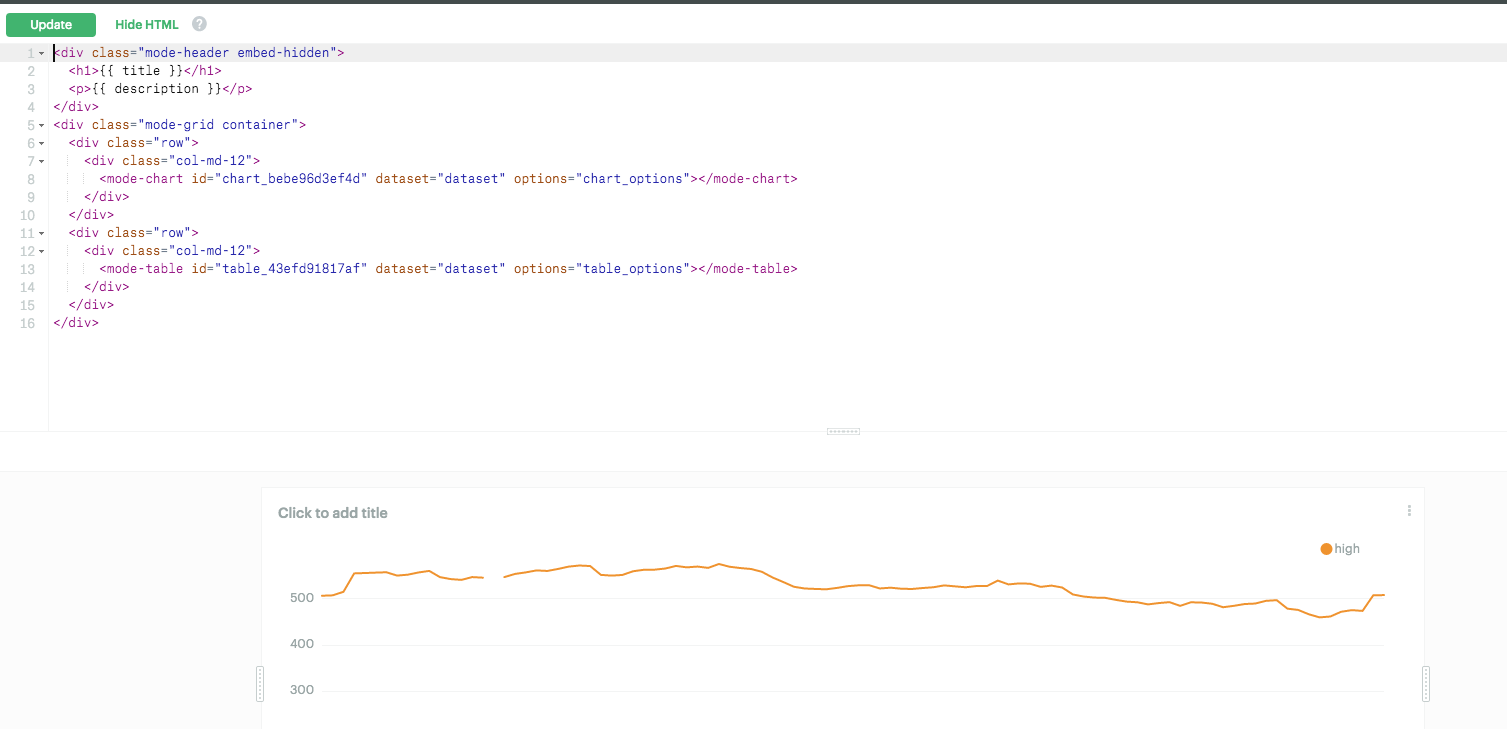 Update Hide HTML ?
1 <div class="mode-header embed-hidden">
2   <h1>{{ title }}</h1>
3   <p>{{ description }}</p>
4 </div>
5 <div class="mode-grid container">
6   <div class="row">
7     <div class="col-md-12">
8       <mode-chart id="chart_bebe96d3ef4d" dataset="dataset" options="chart_options"></mode-chart>
9     </div>
10   </div>
11   <div class="row">
12     <div class="col-md-12">
13       <mode-table id="table_43efd91817af" dataset="dataset" options="table_options"></mode-table>
14     </div>
15   </div>
16 </div>
Click to add title
high
500
400
300